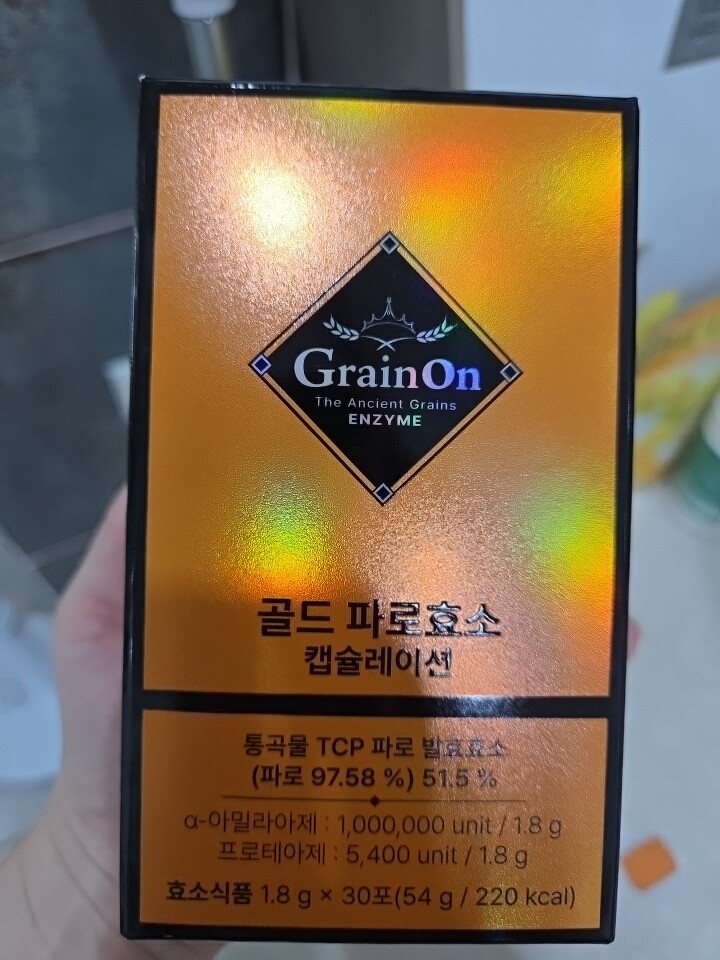 GrainOn
The Ancient Grains
ENZYME
골드 파로효소
캡슐레이션
통곡물 TCP 파로 발효효소
(파로 97.58 %) 51.5 %
α-아밀라아제 : 1,000,000 unit / 1.8 g
프로테아제 : 5,400 unit / 1.8 g
효소식품 1.8 g × 30포(54 g / 220 kcal)